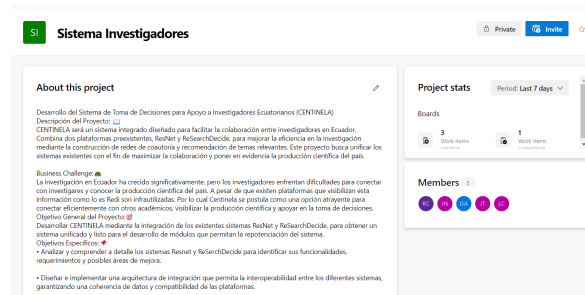 SI
Sistema Investigadores
Private
Invite
About this project
Desarrollo del Sistema de Toma de Decisiones para Apoyo a Investigadores Ecuatorianos (CENTINELA)
Descripción del Proyecto: 📖
CENTINELA será un sistema integrado diseñado para facilitar la colaboración entre investigadores en Ecuador.
Combina dos plataformas preexistentes, ResNet y ReSearchDecide, para mejorar la eficiencia en la investigación
mediante la construcción de redes de coautoría y recomendación de temas relevantes. Este proyecto busca unificar los
sistemas existentes con el fin de maximizar la colaboración y poner en evidencia la producción científica del país.
Business Challenge:
La investigación en Ecuador ha crecido significativamente, pero los investigadores enfrentan dificultades para conectar
con investigares y conocer la producción científica del país. A pesar de que existen plataformas que visibilizan esta
información como lo es Redi son infrautilizadas. Por lo cual Centinela se postula como una opción atrayente para
conectar eficientemente con otros académicos, visibilizar la producción científica y apoyar en la toma de decisiones.
Objetivo General del Proyecto:🎯
Desarrollar CENTINELA mediante la integración de los existentes sistemas ResNet y ReSerchDecide, para obtener un
sistema unificado y listo para el desarrollo de modulos que permitan la repotenciación del sistema.
Objetivos Específicos: 📌
• Analizar y comprender a detalle los sistemas Resnet y ReSerchDecide para identificar sus funcionalidades,
requerimientos y posibles áreas de mejora.
• Diseñar e implementar una arquitectura de integración que permita la interoperabilidad entre los diferentes sistemas,
garantizando una coherencia de datos y compatibilidad de las plataformas.
Project stats
Period: Last 7 days
Boards
3
Work items
1
Work items
Members 5
RC JN DA JT LC